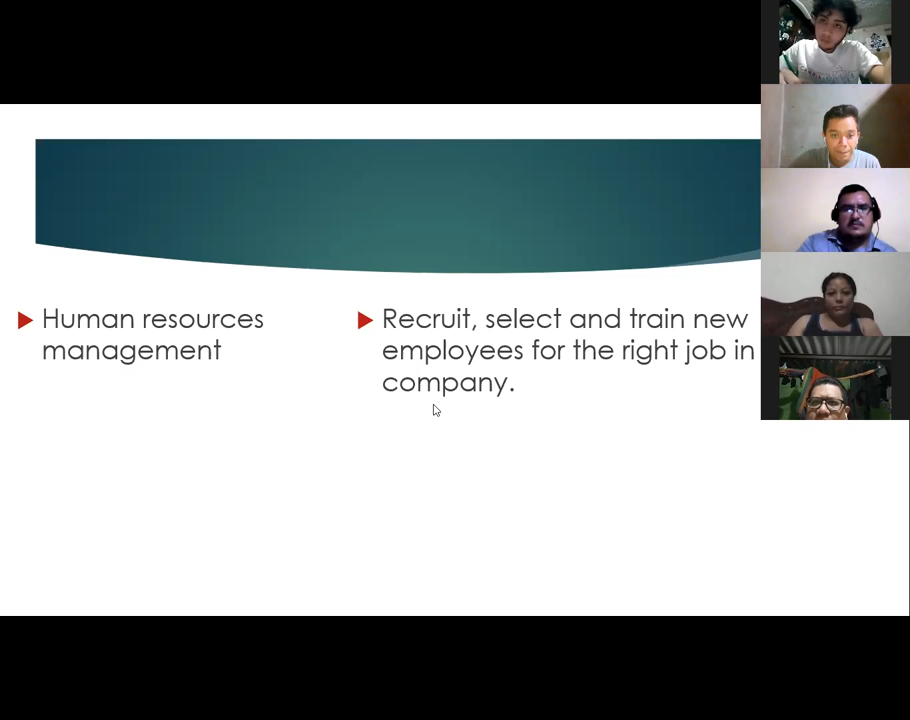 Human resources
management
Recruit, select and train new
employees for the right job in
company.